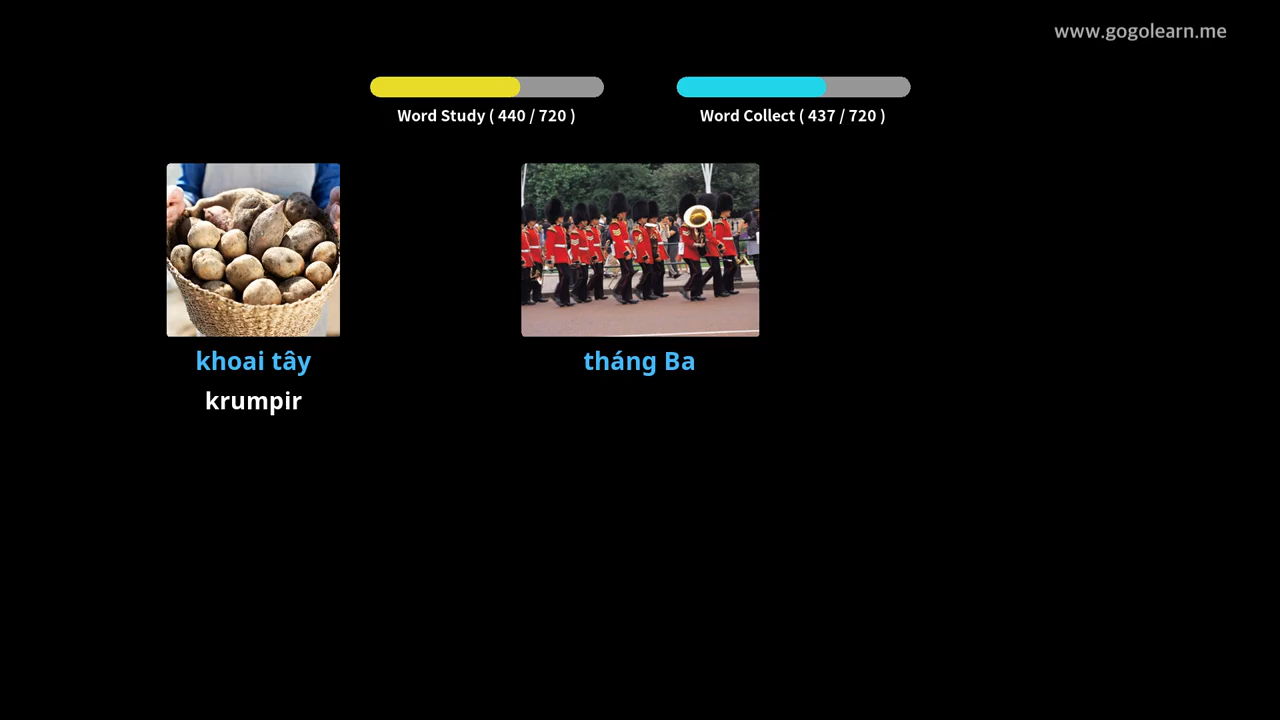 www.gogolearn.me
Word Study ( 440 / 720 )
Word Collect ( 437 / 720 )
khoai tây
tháng Ba
krumpir